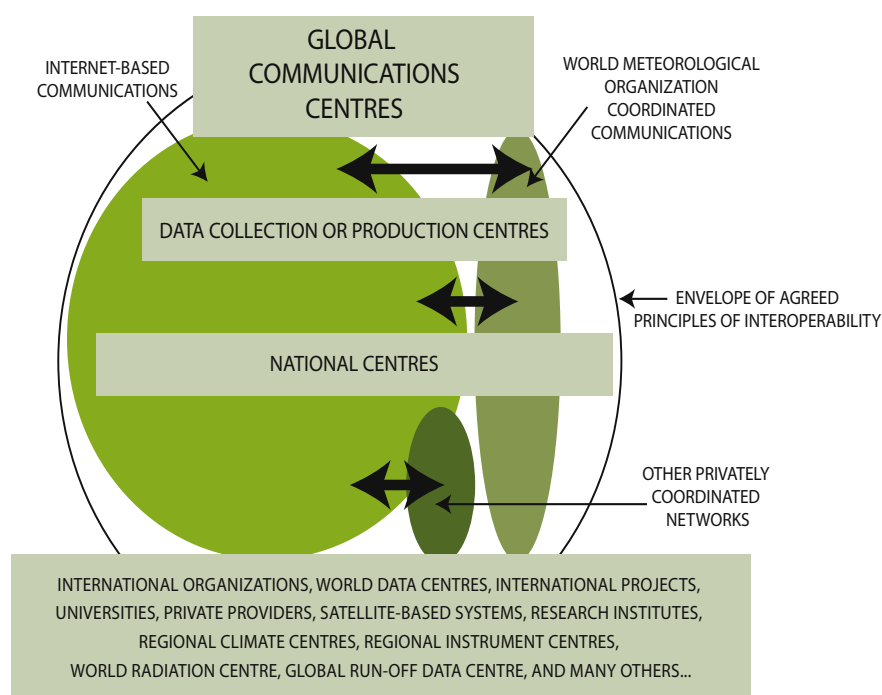 GLOBAL
COMMUNICATIONS
CENTRES
INTERNET-BASED
COMMUNICATIONS
WORLD METEOROLOGICAL
ORGANIZATION
COORDINATED
COMMUNICATIONS
DATA COLLECTION OR PRODUCTION CENTRES
ENVELOPE OF AGREED
PRINCIPLES OF INTEROPERABILITY
NATIONAL CENTRES
OTHER PRIVATELY
COORDINATED
NETWORKS
INTERNATIONAL ORGANIZATIONS, WORLD DATA CENTRES, INTERNATIONAL PROJECTS,
UNIVERSITIES, PRIVATE PROVIDERS, SATELLITE-BASED SYSTEMS, RESEARCH INSTITUTES,
REGIONAL CLIMATE CENTRES, REGIONAL INSTRUMENT CENTRES,
WORLD RADIATION CENTRE, GLOBAL RUN-OFF DATA CENTRE, AND MANY OTHERS...